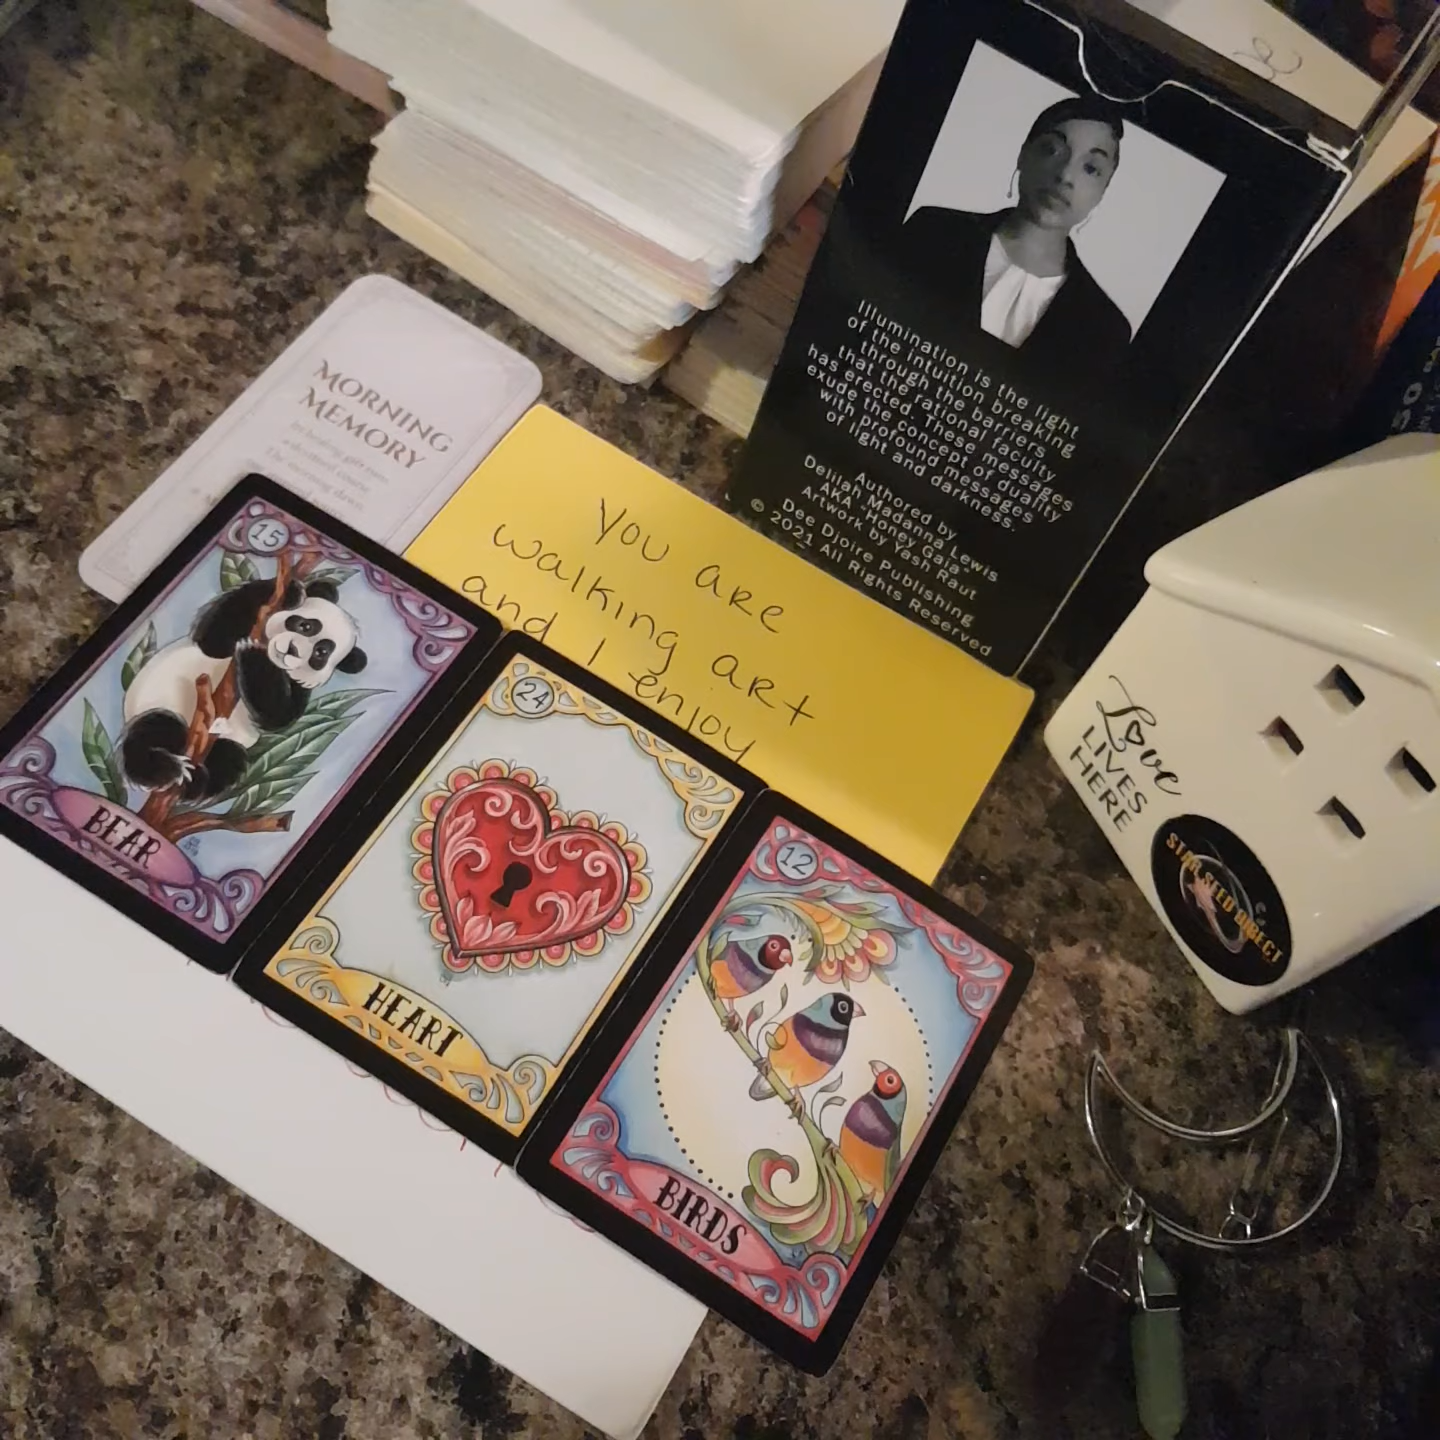 MORNING
MEMORY
You are
walking art
and I enjoy
Illumination is the light
of the intuition breaking
through the barriers
that the rational faculty
has erected. These messages
exude the concept of duality
with profound messages
of light and darkness.
Authored by
Delilah Madanna Lewis
AKA "Honey Gaia"
Artwork by Yash Raut
Dee Djoire Publishing
© 2021 All Rights Reserved
Love
LIVES
HERE
STAR SEED DIRECT
15
BEAR
24
HEART
12
BIRDS